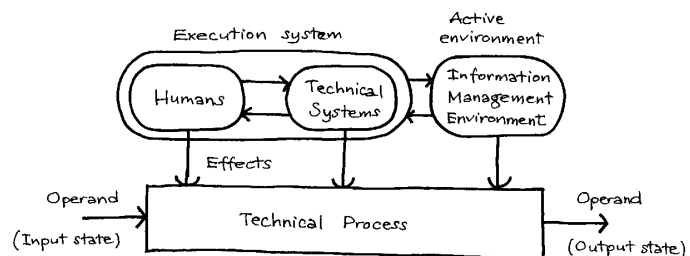 Execution system
Active
environment
Humans
Technical
Systems
Information
Management
Environment
Effects
Operand
(Input state)
Technical Process
Operand
(Output state)